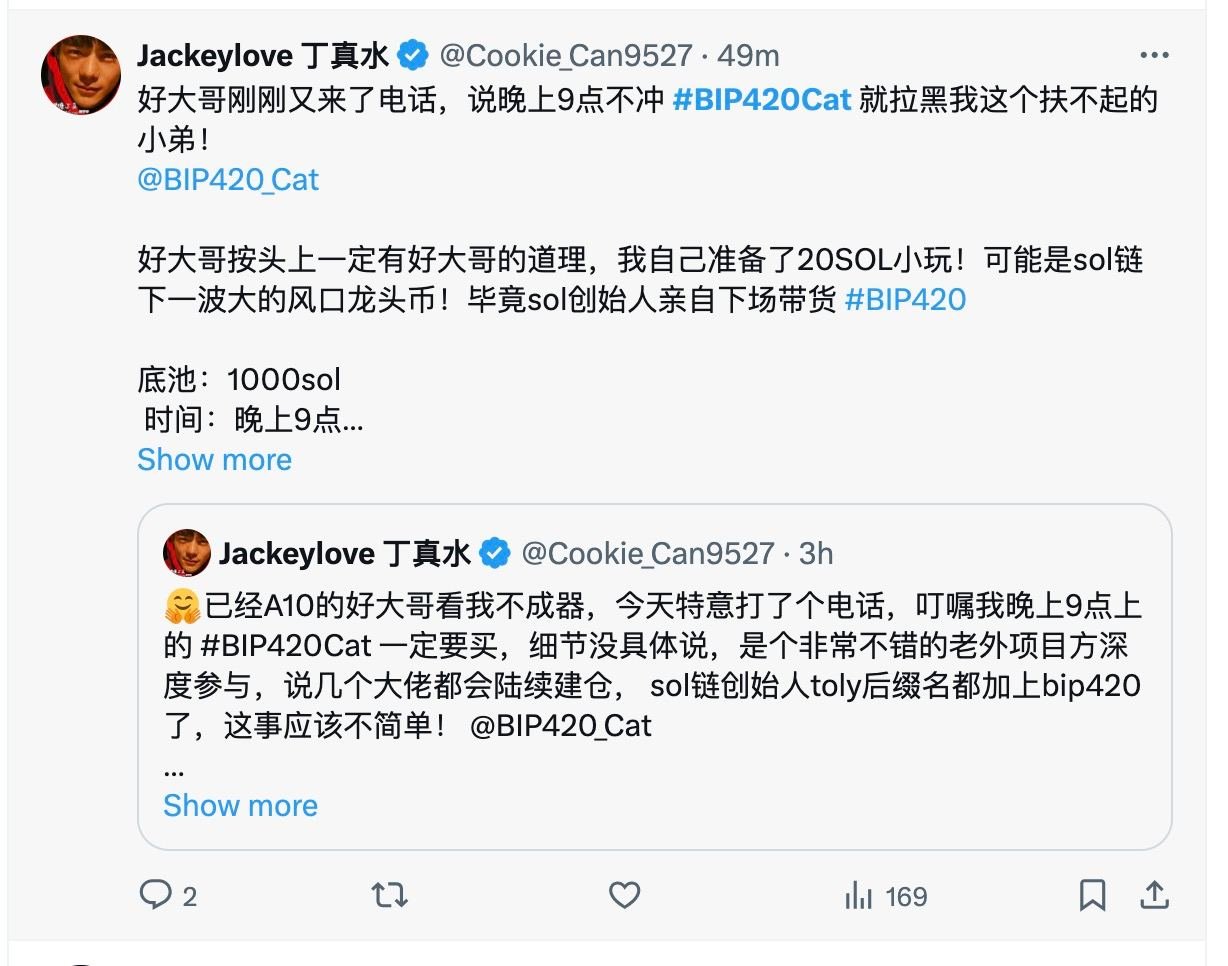 Jackeylove 丁真水 @Cookie_Can9527 · 49m
好大哥刚刚又来了电话，说晚上9点不冲 #BIP420Cat 就拉黑我这个扶不起的
小弟！
@BIP420_Cat
好大哥按头上一定有好大哥的道理，我自己准备了20SOL小玩！可能是sol链
下一波大的风口龙头币！毕竟sol创始人亲自下场带货 #BIP420
底池：1000sol
时间：晚上9点...
Show more
Jackeylove 丁真水 @Cookie_Can9527 · 3h
🤗已经A10的好大哥看我不成器，今天特意打了个电话，叮嘱我晚上9点上
的 #BIP420Cat 一定要买，细节没具体说，是个非常不错的老外项目方深
度参与，说几个大佬都会陆续建仓， sol链创始人toly后缀名都加上bip420
了，这事应该不简单！ @BIP420_Cat
...
Show more
2
169